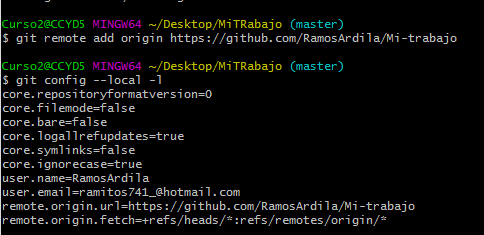 Curso2@CCYD5 MINGW64 ~/Desktop/MiTRabajo (master)
$ git remote add origin https://github.com/RamosArdila/Mi-trabajo
Curso2@CCYD5 MINGW64 ~/Desktop/MiTRabajo (master)
$ git config --local -l
core.repositoryformatversion=0
core.filemode=false
core.bare=false
core.logallrefupdates=true
core.symlinks=false
core.ignorecase=true
user.name=RamosArdila
user.email=ramitos741_@hotmail.com
remote.origin.url=https://github.com/RamosArdila/Mi-trabajo
remote.origin.fetch=+refs/heads/*:refs/remotes/origin/*